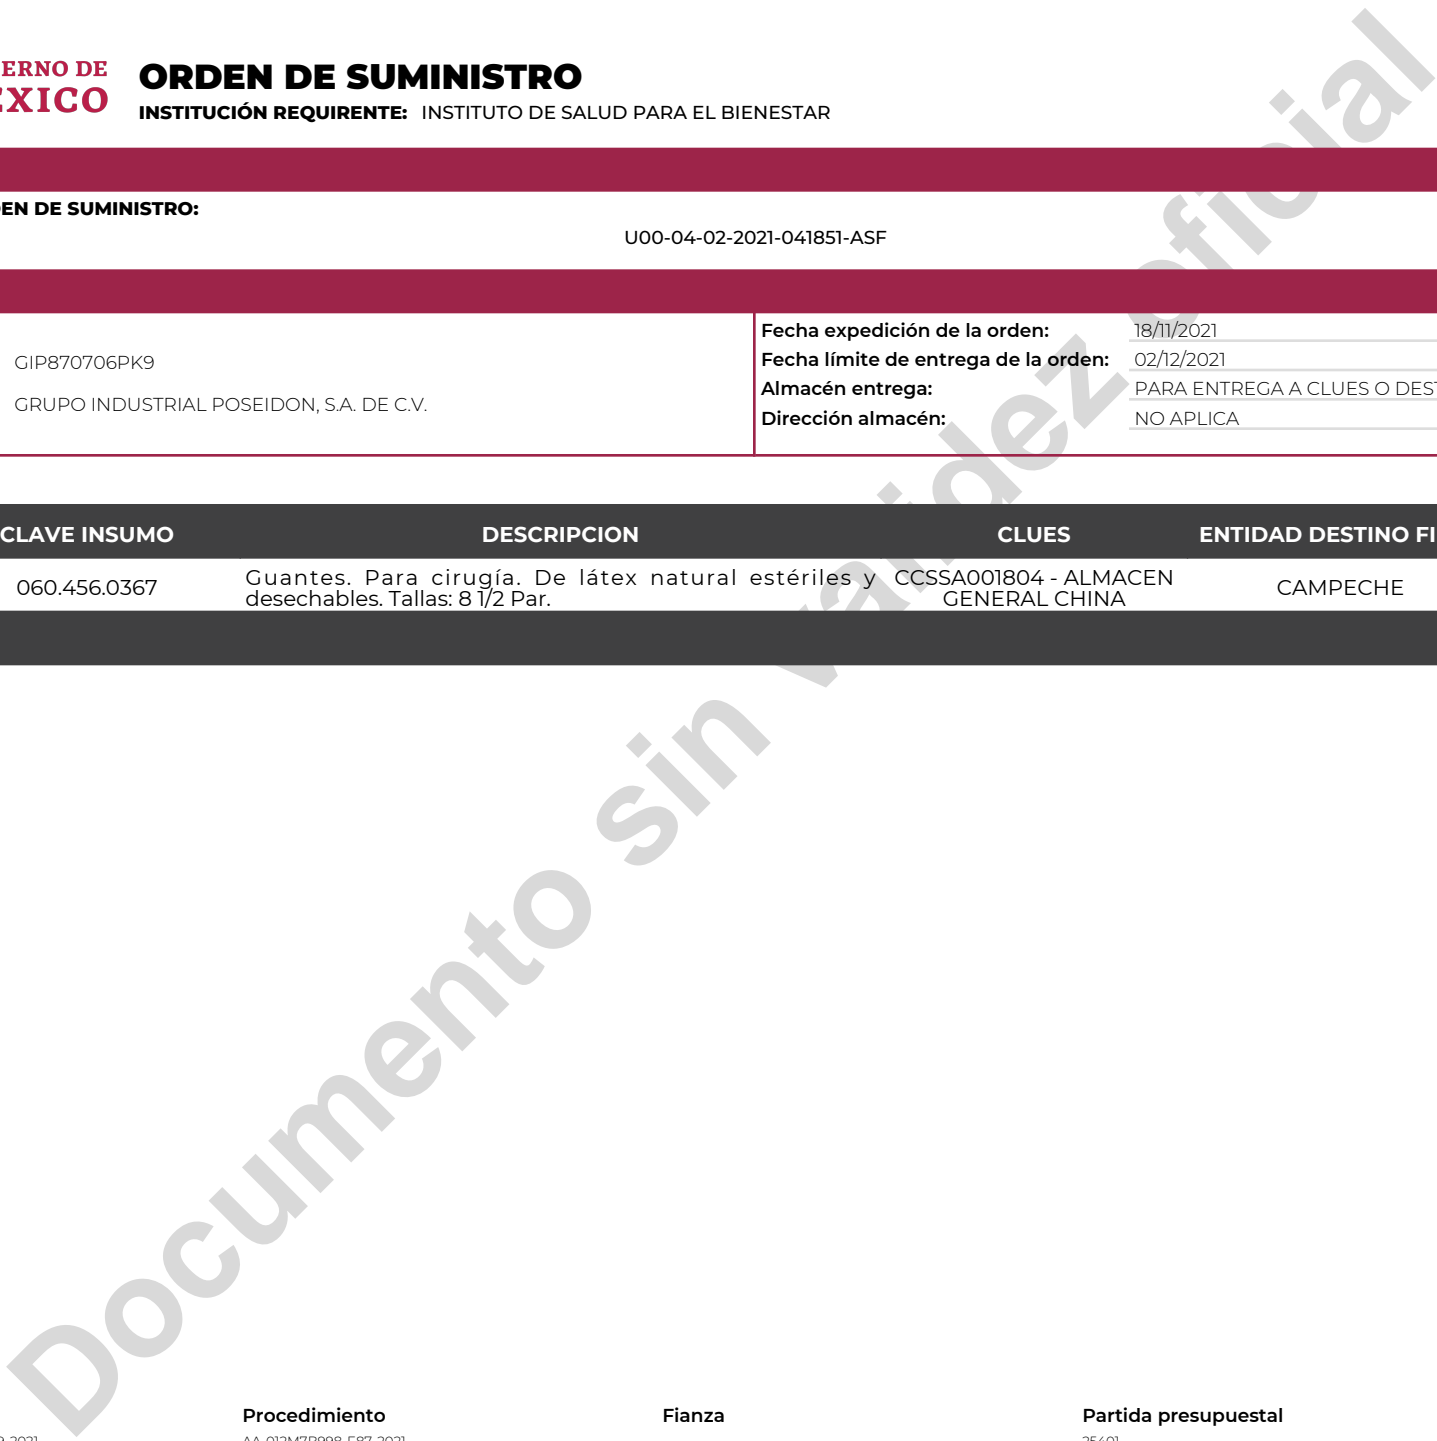 ERNO DE
EXICO
ORDEN DE SUMINISTRO
INSTITUCIÓN REQUIRENTE: INSTITUTO DE SALUD PARA EL BIENESTAR
EN DE SUMINISTRO:
U00-04-02-2021-041851-ASF
GIP870706PK9
GRUPO INDUSTRIAL POSEIDON, S.A. DE C.V.
Fecha expedición de la orden: 18/11/2021
Fecha límite de entrega de la orden: 02/12/2021
Almacén entrega: PARA ENTREGA A CLUES O DEST
Dirección almacén: NO APLICA
CLAVE INSUMO DESCRIPCION CLUES ENTIDAD DESTINO FI
060.456.0367 Guantes. Para cirugía. De látex natural estériles y CCSSA001804 - ALMACEN CAMPECHE
desechables. Tallas: 8 1/2 Par. GENERAL CHINA
Documento sin validez oficial
Procedimiento Fianza Partida presupuestal